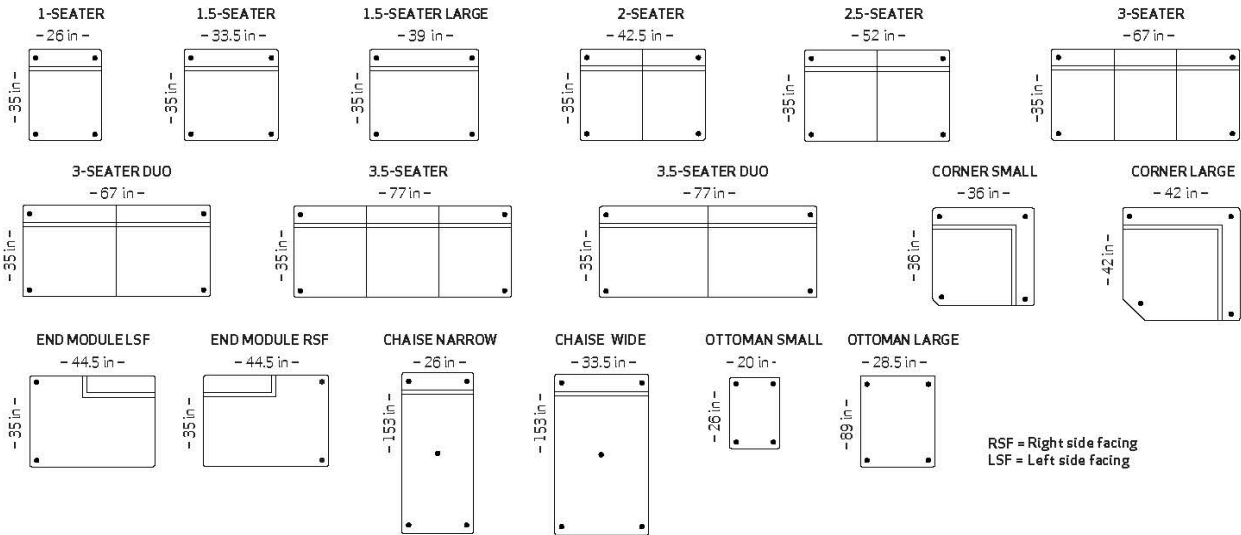 1-SEATER 1.5-SEATER 1.5-SEATER LARGE 2-SEATER 2.5-SEATER 3-SEATER
- 26 in - - 33.5 in - - 39 in - - 42.5 in - - 52 in - - 67 in -
- 35 in - - 35 in - - 35 in - - 35 in - - 35 in - - 35 in -
3-SEATER DUO 3.5-SEATER 3.5-SEATER DUO CORNER SMALL CORNER LARGE
- 67 in - - 77 in - - 77 in - - 36 in - - 42 in -
- 35 in - - 35 in - - 35 in - - 36 in - - 42 in -
END MODULE LSF END MODULE RSF CHAISE NARROW CHAISE WIDE OTTOMAN SMALL OTTOMAN LARGE
- 44.5 in - - 44.5 in - - 26 in - - 33.5 in - - 20 in - - 28.5 in -
- 35 in - - 35 in - - 153 in - - 153 in - - 26 in - - 89 in -
RSF = Right side facing
LSF = Left side facing